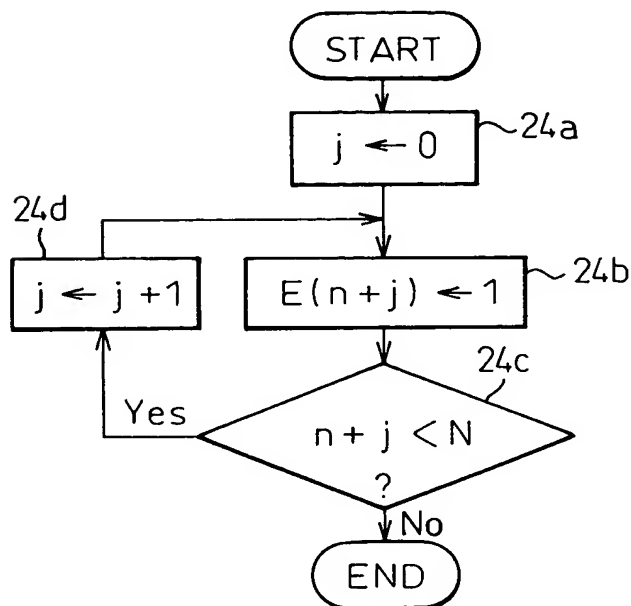 START
24a
j ← 0
24d
j ← j + 1
E(n+j) ← 1
24b
24c
Yes
n + j < N
?
No
END